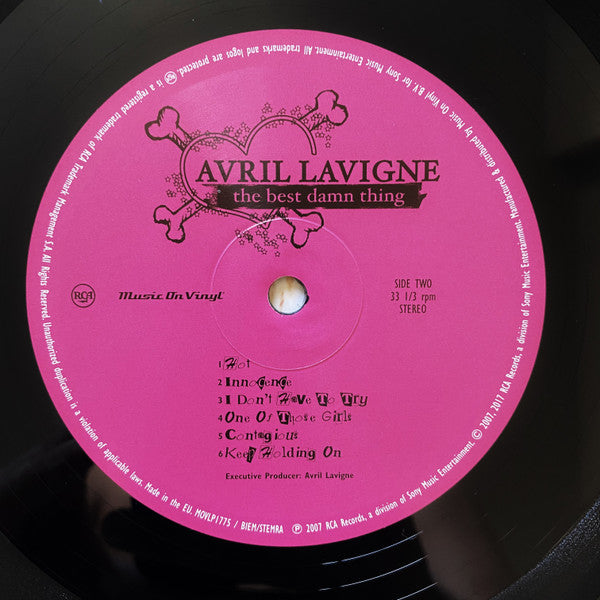 AVRIL LAVIGNE
the best damn thing
RCA
Music On Vinyl
SIDE TWO
33 1/3 rpm
STEREO
1 Hot
2 Innocence
3 I Don't Have To Try
4 One Of Those Girls
5 Contagious
6 Keep Holding On
Executive Producer: Avril Lavigne
℗ 2007 RCA Records, a division of Sony Music Entertainment. © 2007, 2017 RCA Records, a division of Sony Music Entertainment. Manufactured & distributed by Music On Vinyl B.V. for Sony Music Entertainment. All trademarks and logos are protected. RCA is a registered trademark of RCA Trademark Management S.A. All Rights Reserved. Unauthorized duplication is a violation of applicable laws. Made in the EU. MOVLP1775 / BIEM/STEMRA